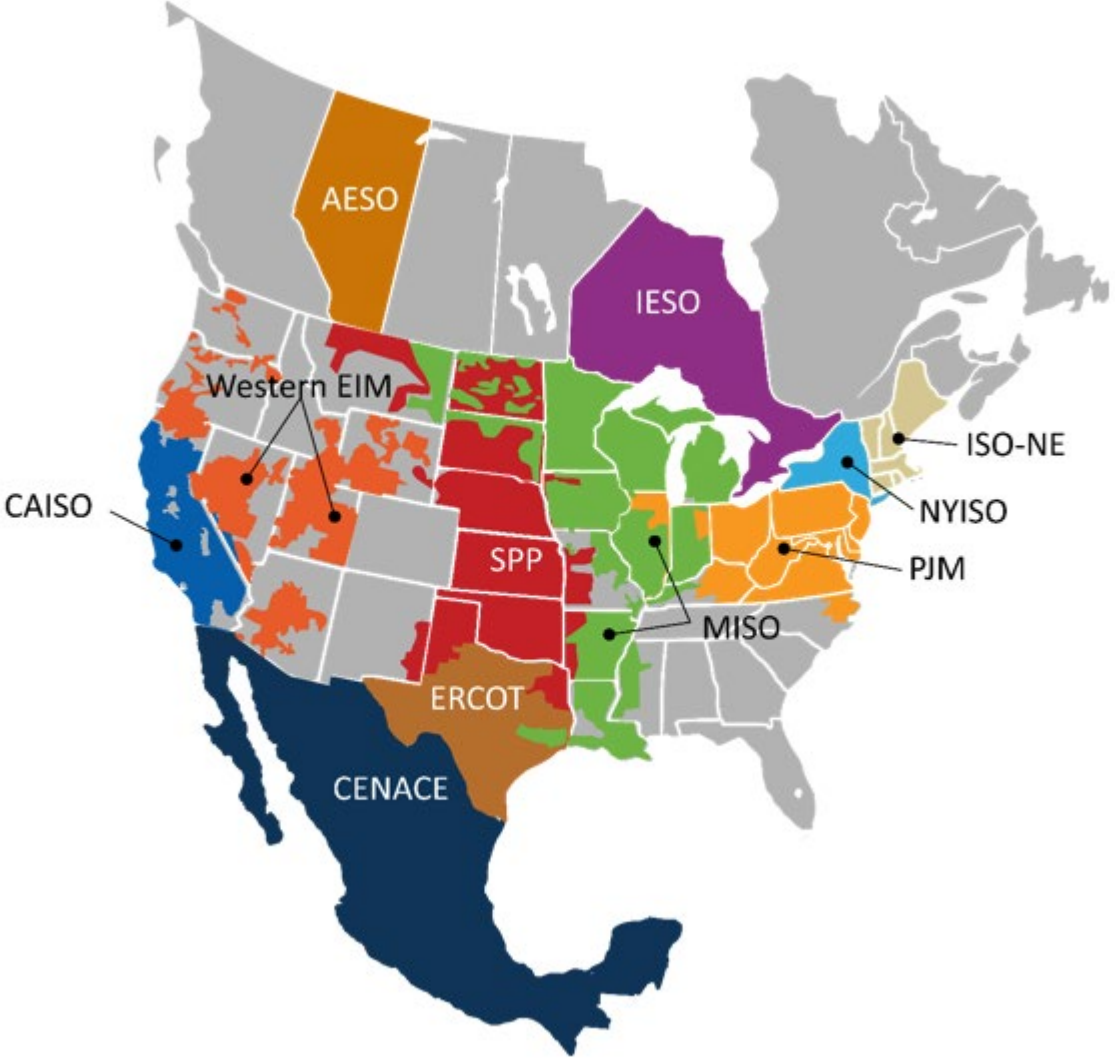 AESO
IESO
Western EIM
ISO-NE
CAISO
NYISO
SPP
PJM
MISO
ERCOT
CENACE